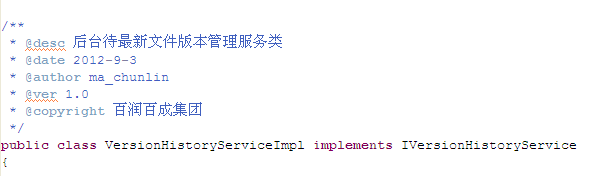 /**
* @desc 后台待最新文件版本管理服务类
* @date 2012-9-3
* @author ma_chunlin
* @ver 1.0
* @copyright 百润百成集团
*/
public class VersionHistoryServiceImpl implements IVersionHistoryService
{